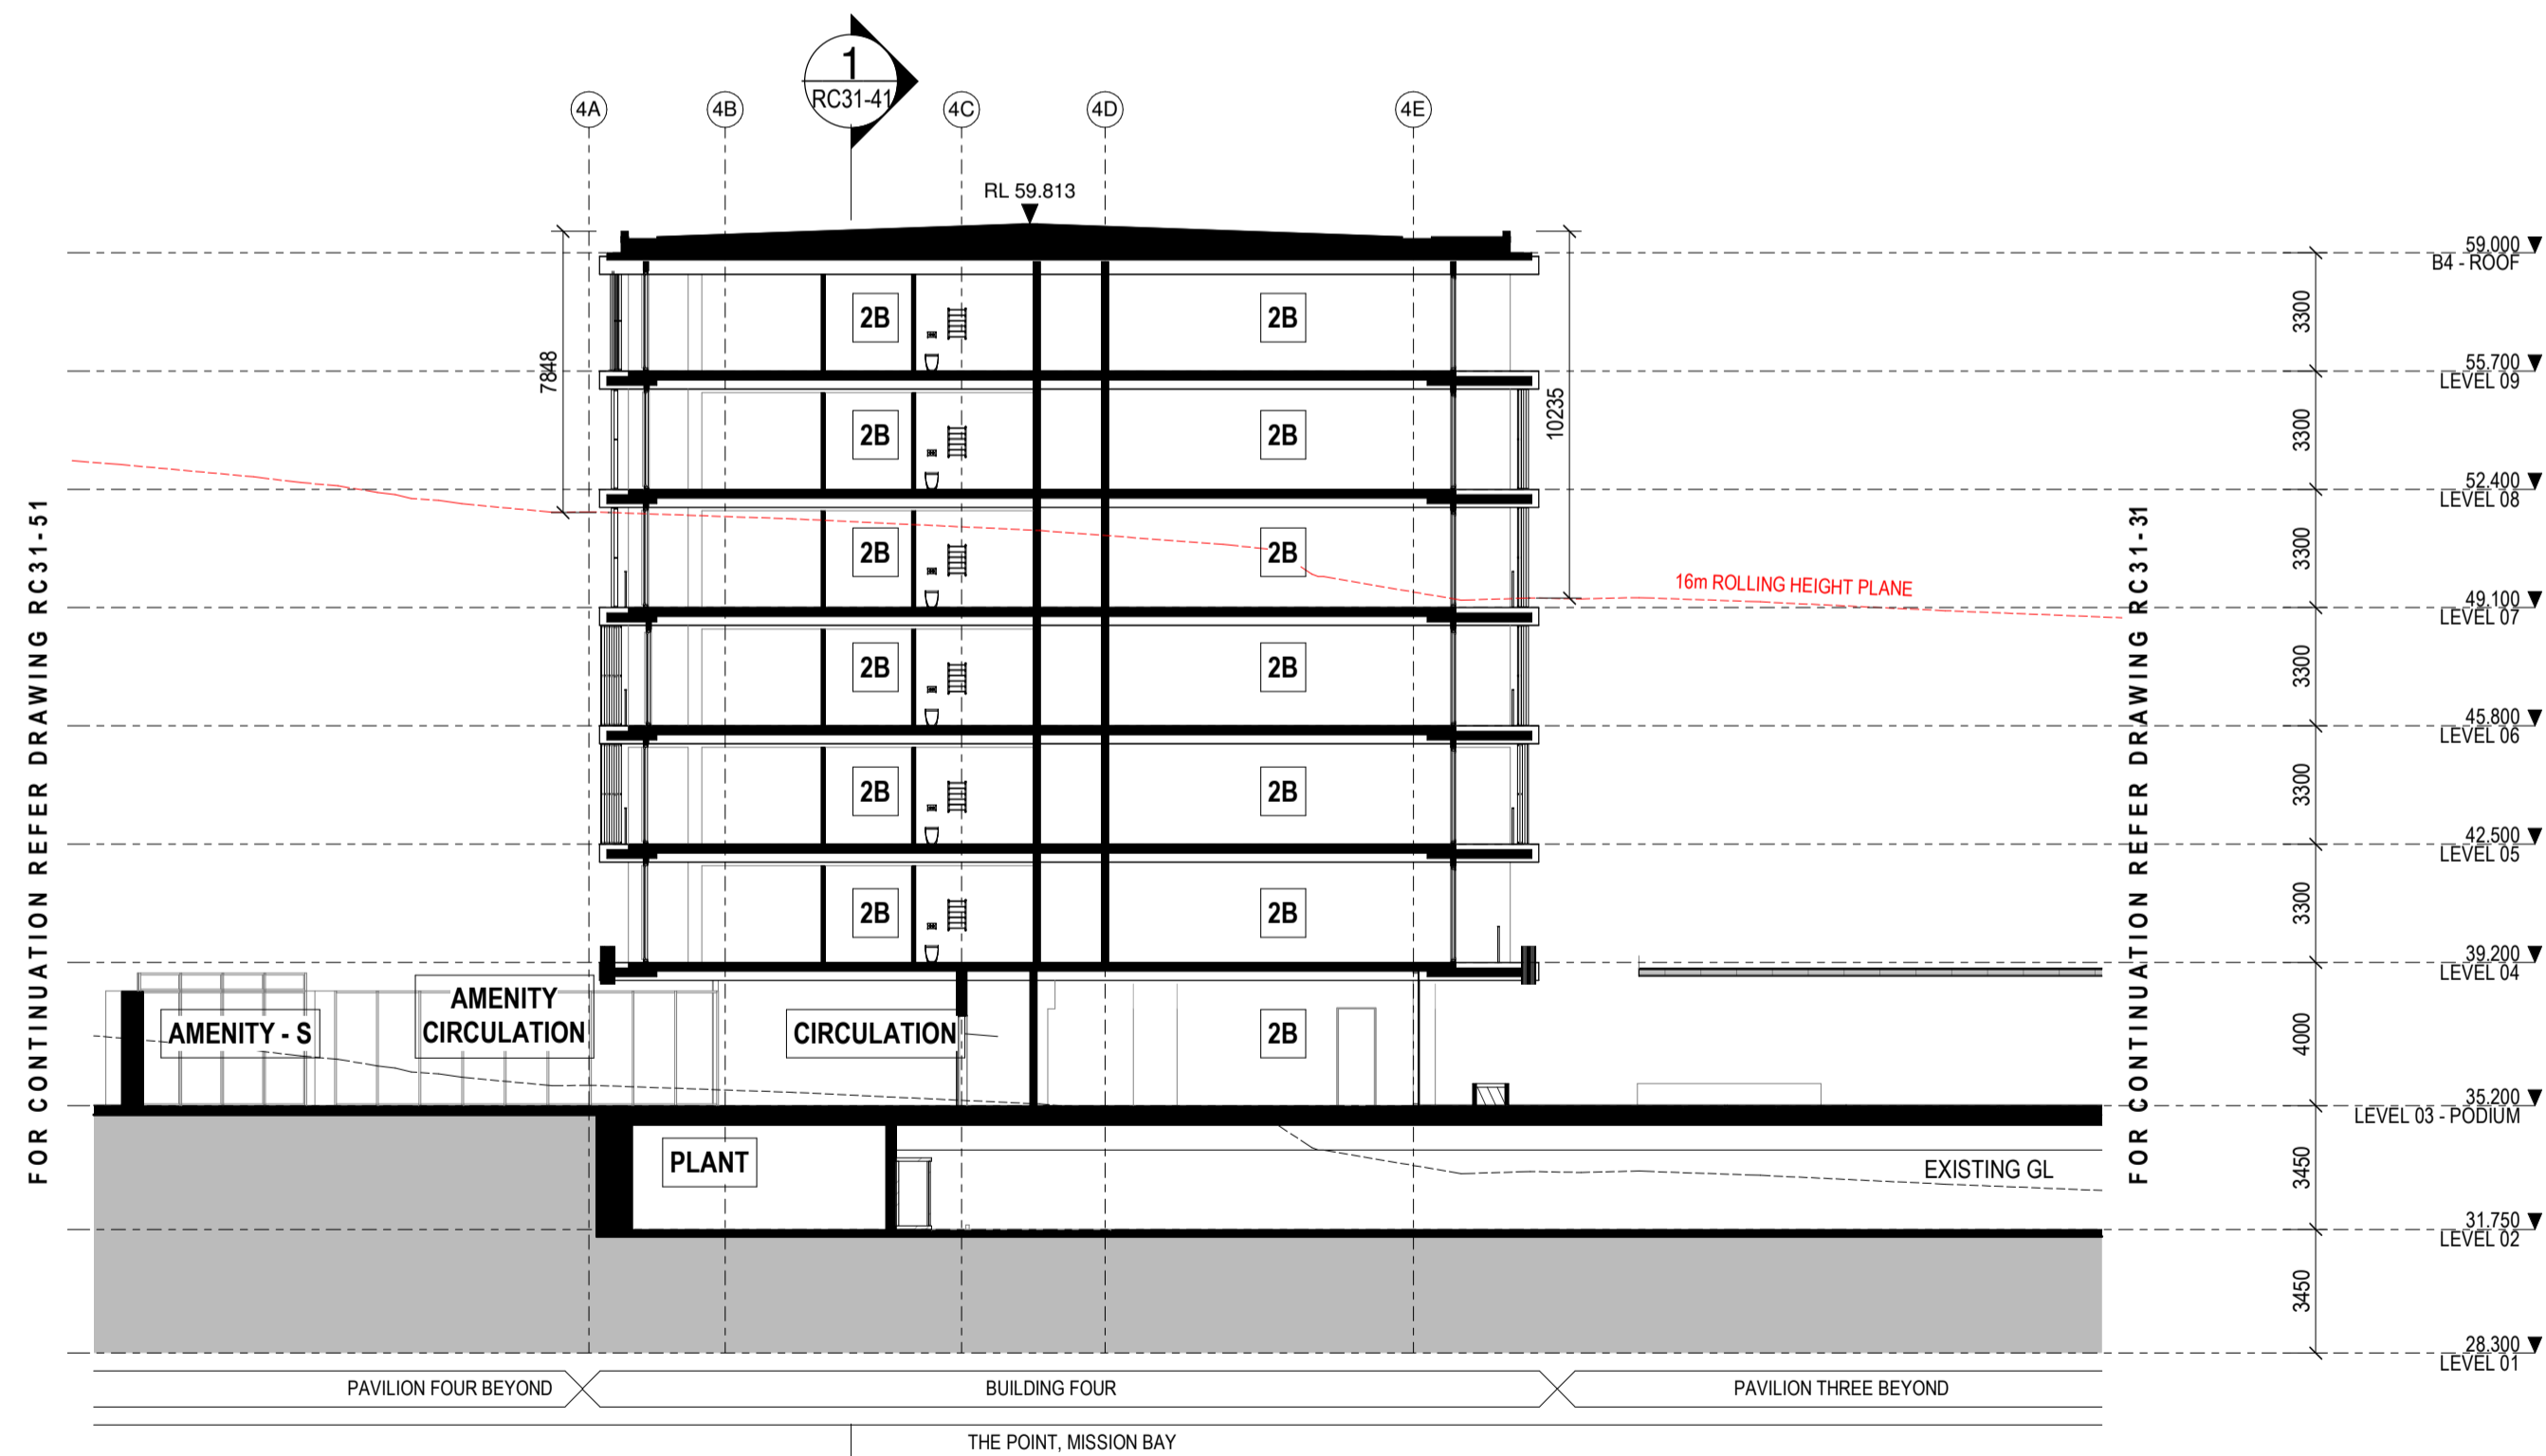 1
RC31-41
4A
4B
4C
4D
4E
RL 59.813
59.000
B4 - ROOF
3300
2B
2B
7848
55.700
LEVEL 09
10235
3300
2B
2B
52.400
LEVEL 08
3300
2B
2B
16m ROLLING HEIGHT PLANE
49.100
LEVEL 07
3300
2B
2B
45.800
LEVEL 06
3300
2B
2B
42.500
LEVEL 05
3300
2B
2B
39.200
LEVEL 04
AMENITY - S
AMENITY
CIRCULATION
CIRCULATION
2B
4000
35.200
LEVEL 03 - PODIUM
PLANT
EXISTING GL
3450
31.750
LEVEL 02
3450
28.300
LEVEL 01
FOR CONTINUATION REFER DRAWING RC31-51
FOR CONTINUATION REFER DRAWING RC31-31
PAVILION FOUR BEYOND
BUILDING FOUR
PAVILION THREE BEYOND
THE POINT, MISSION BAY